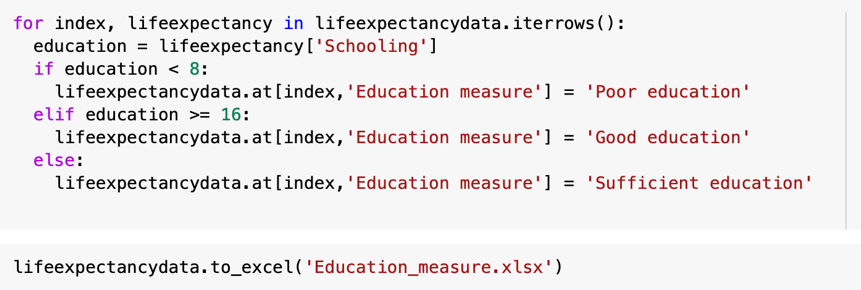 for index, lifeexpectancy in lifeexpectancydata.iterrows():
  education = lifeexpectancy['Schooling']
  if education < 8:
    lifeexpectancydata.at[index,'Education measure'] = 'Poor education'
  elif education >= 16:
    lifeexpectancydata.at[index,'Education measure'] = 'Good education'
  else:
    lifeexpectancydata.at[index,'Education measure'] = 'Sufficient education'
lifeexpectancydata.to_excel('Education_measure.xlsx')